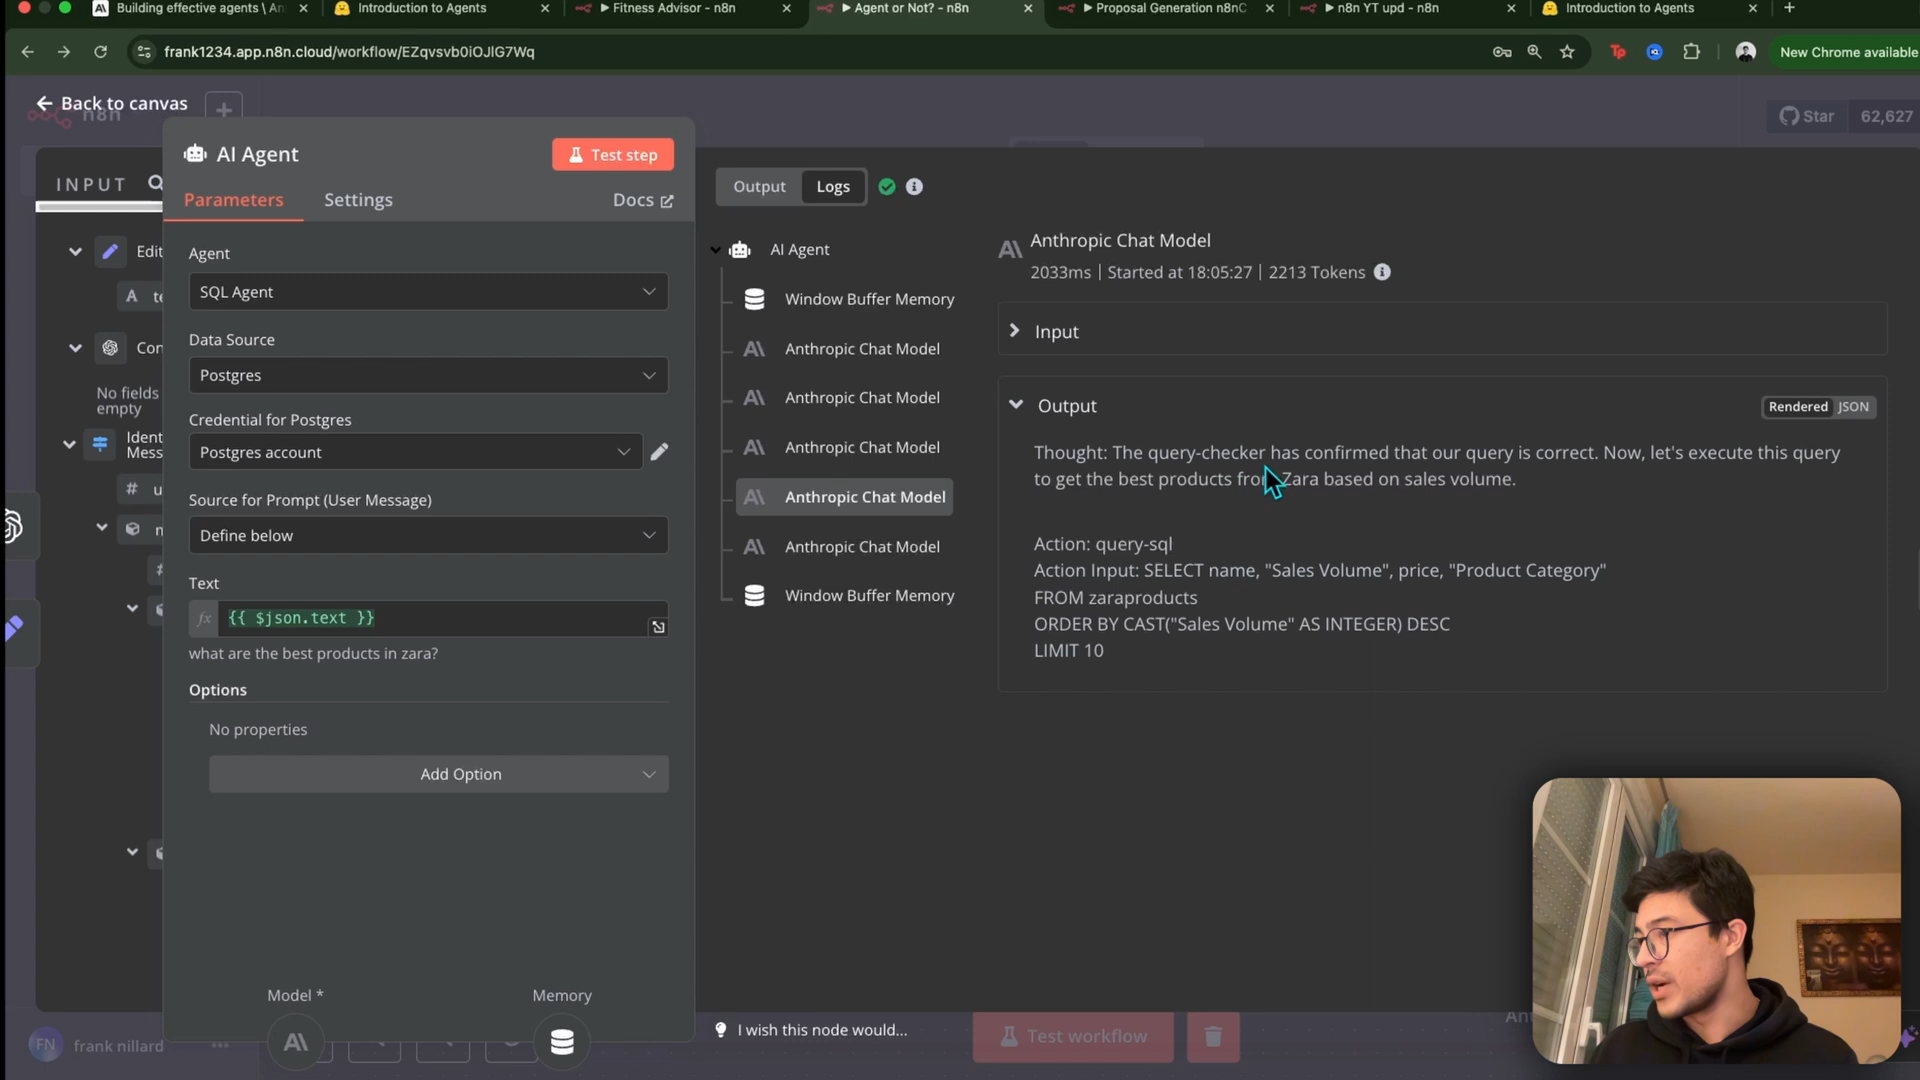 Building effective agents \ An
Introduction to Agents
Fitness Advisor - n8n
Agent or Not? - n8n
Proposal Generation n8nC
n8n YT upd - n8n
Introduction to Agents
frank1234.app.n8n.cloud/workflow/EZqvsvb0iOJlG7Wq
New Chrome available
Back to canvas
n8n
Star
62,627
INPUT
AI Agent
Test step
Parameters
Settings
Docs
Output
Logs
Edit
Con
No fields
empty
Ident
Mess
Agent
SQL Agent
Data Source
Postgres
Credential for Postgres
Postgres account
Source for Prompt (User Message)
Define below
Text
fx
{{ $json.text }}
what are the best products in zara?
Options
No properties
Add Option
Model *
Memory
AI Agent
Window Buffer Memory
Anthropic Chat Model
Anthropic Chat Model
Anthropic Chat Model
Anthropic Chat Model
Anthropic Chat Model
Window Buffer Memory
Anthropic Chat Model
2033ms | Started at 18:05:27 | 2213 Tokens
Input
Output
Rendered
JSON
Thought: The query-checker has confirmed that our query is correct. Now, let's execute this query
to get the best products from Zara based on sales volume.
Action: query-sql
Action Input: SELECT name, "Sales Volume", price, "Product Category"
FROM zaraproducts
ORDER BY CAST("Sales Volume" AS INTEGER) DESC
LIMIT 10
I wish this node would...
Test workflow
FN
frank nillard